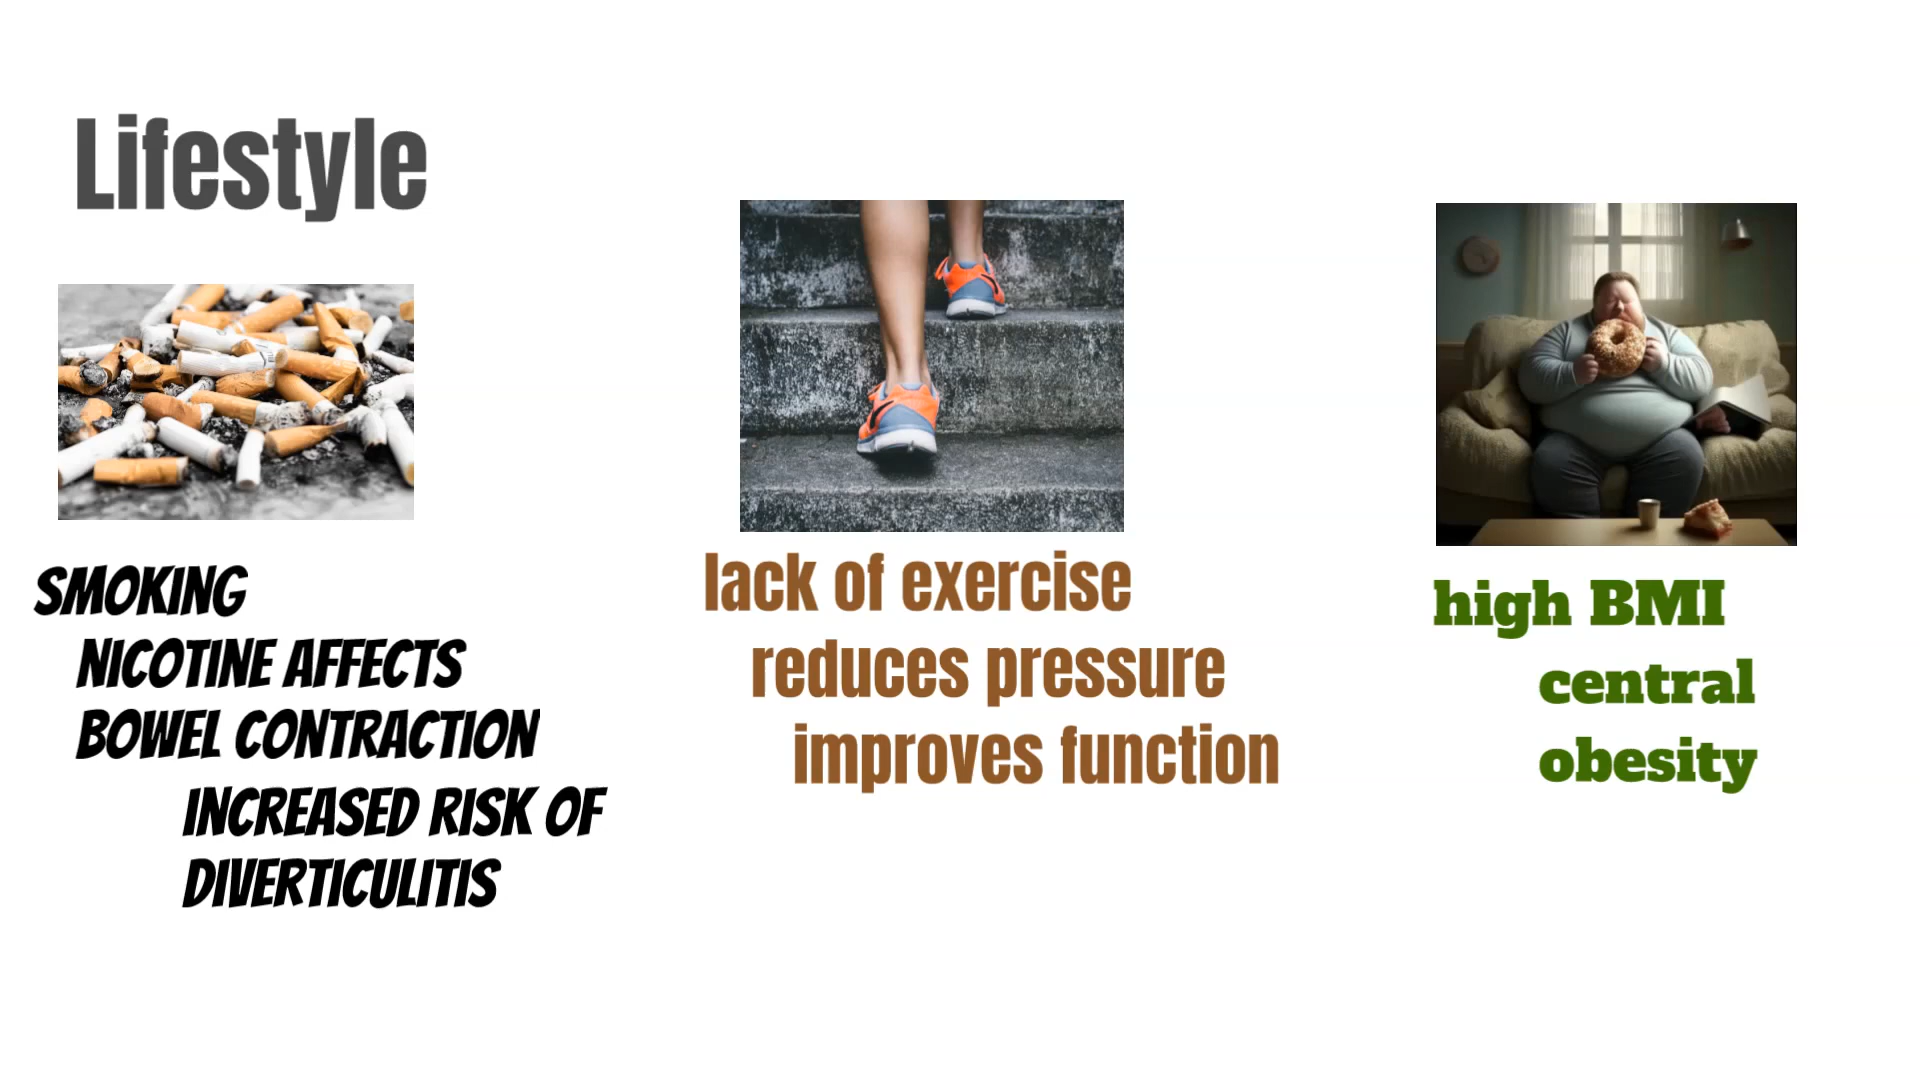 Lifestyle
SMOKING
NICOTINE AFFECTS
BOWEL CONTRACTION
INCREASED RISK OF
DIVERTICULITIS
lack of exercise
reduces pressure
improves function
high BMI
central
obesity